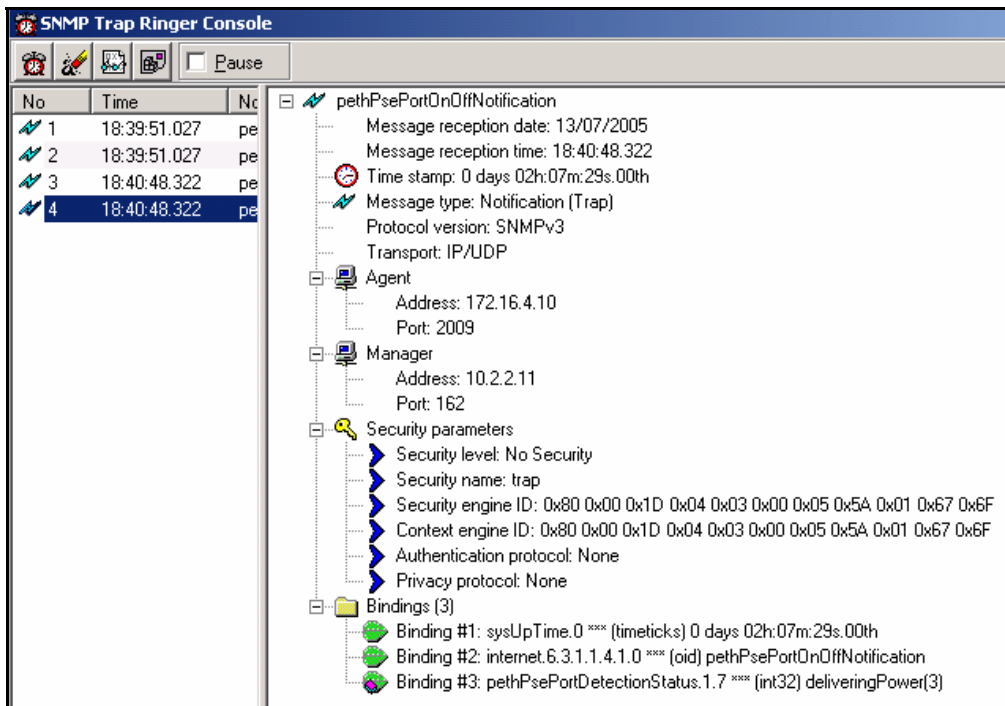 SNMP Trap Ringer Console
Pause
No Time Nc
1 18:39:51.027 pe
2 18:39:51.027 pe
3 18:40:48.322 pe
4 18:40:48.322 pe
pethPsePortOnOffNotification
Message reception date: 13/07/2005
Message reception time: 18:40:48.322
Time stamp: 0 days 02h:07m:29s.00th
Message type: Notification (Trap)
Protocol version: SNMPv3
Transport: IP/UDP
Agent
Address: 172.16.4.10
Port: 2009
Manager
Address: 10.2.2.11
Port: 162
Security parameters
Security level: No Security
Security name: trap
Security engine ID: 0x80 0x00 0x1D 0x04 0x03 0x00 0x05 0x5A 0x01 0x67 0x6F
Context engine ID: 0x80 0x00 0x1D 0x04 0x03 0x00 0x05 0x5A 0x01 0x67 0x6F
Authentication protocol: None
Privacy protocol: None
Bindings (3)
Binding #1: sysUpTime.0 *** (timeticks) 0 days 02h:07m:29s.00th
Binding #2: internet.6.3.1.1.4.1.0 *** (oid) pethPsePortOnOffNotification
Binding #3: pethPsePortDetectionStatus.1.7 *** (int32) deliveringPower(3)